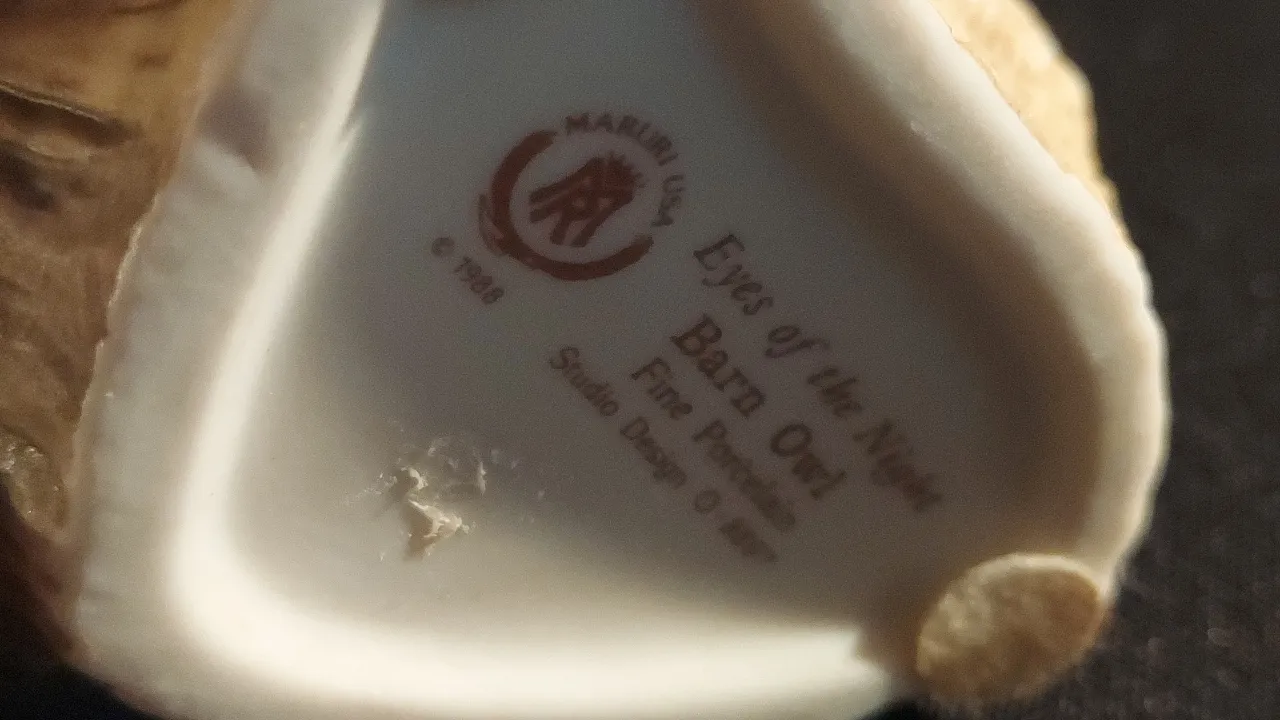 MARURI USA
© 1988
Eyes of the Night
Barn Owl
Fine Porcelain
Studio Design